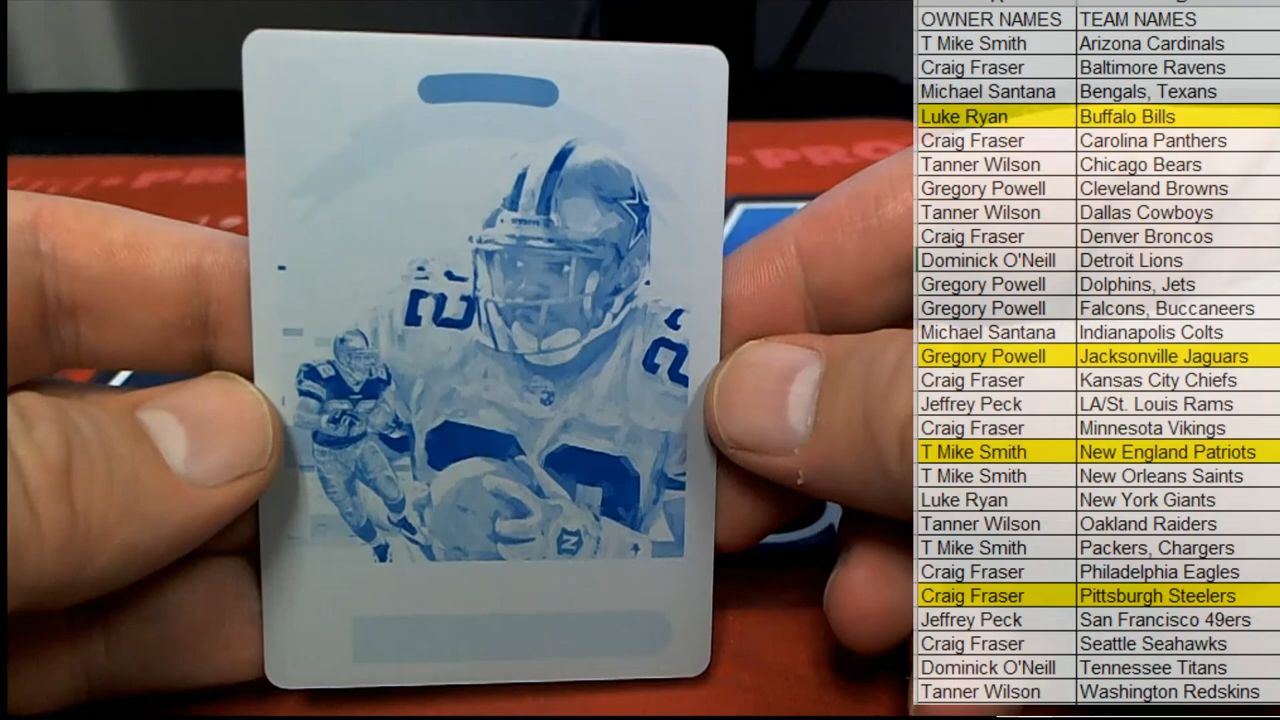 OWNER NAMES TEAM NAMES
T Mike Smith Arizona Cardinals
Craig Fraser Baltimore Ravens
Michael Santana Bengals, Texans
Luke Ryan Buffalo Bills
Craig Fraser Carolina Panthers
Tanner Wilson Chicago Bears
Gregory Powell Cleveland Browns
Tanner Wilson Dallas Cowboys
Craig Fraser Denver Broncos
Dominick O'Neill Detroit Lions
Gregory Powell Dolphins, Jets
Gregory Powell Falcons, Buccaneers
Michael Santana Indianapolis Colts
Gregory Powell Jacksonville Jaguars
Craig Fraser Kansas City Chiefs
Jeffrey Peck LA/St. Louis Rams
Craig Fraser Minnesota Vikings
T Mike Smith New England Patriots
T Mike Smith New Orleans Saints
Luke Ryan New York Giants
Tanner Wilson Oakland Raiders
T Mike Smith Packers, Chargers
Craig Fraser Philadelphia Eagles
Craig Fraser Pittsburgh Steelers
Jeffrey Peck San Francisco 49ers
Craig Fraser Seattle Seahawks
Dominick O'Neill Tennessee Titans
Tanner Wilson Washington Redskins
-PRO
22
2